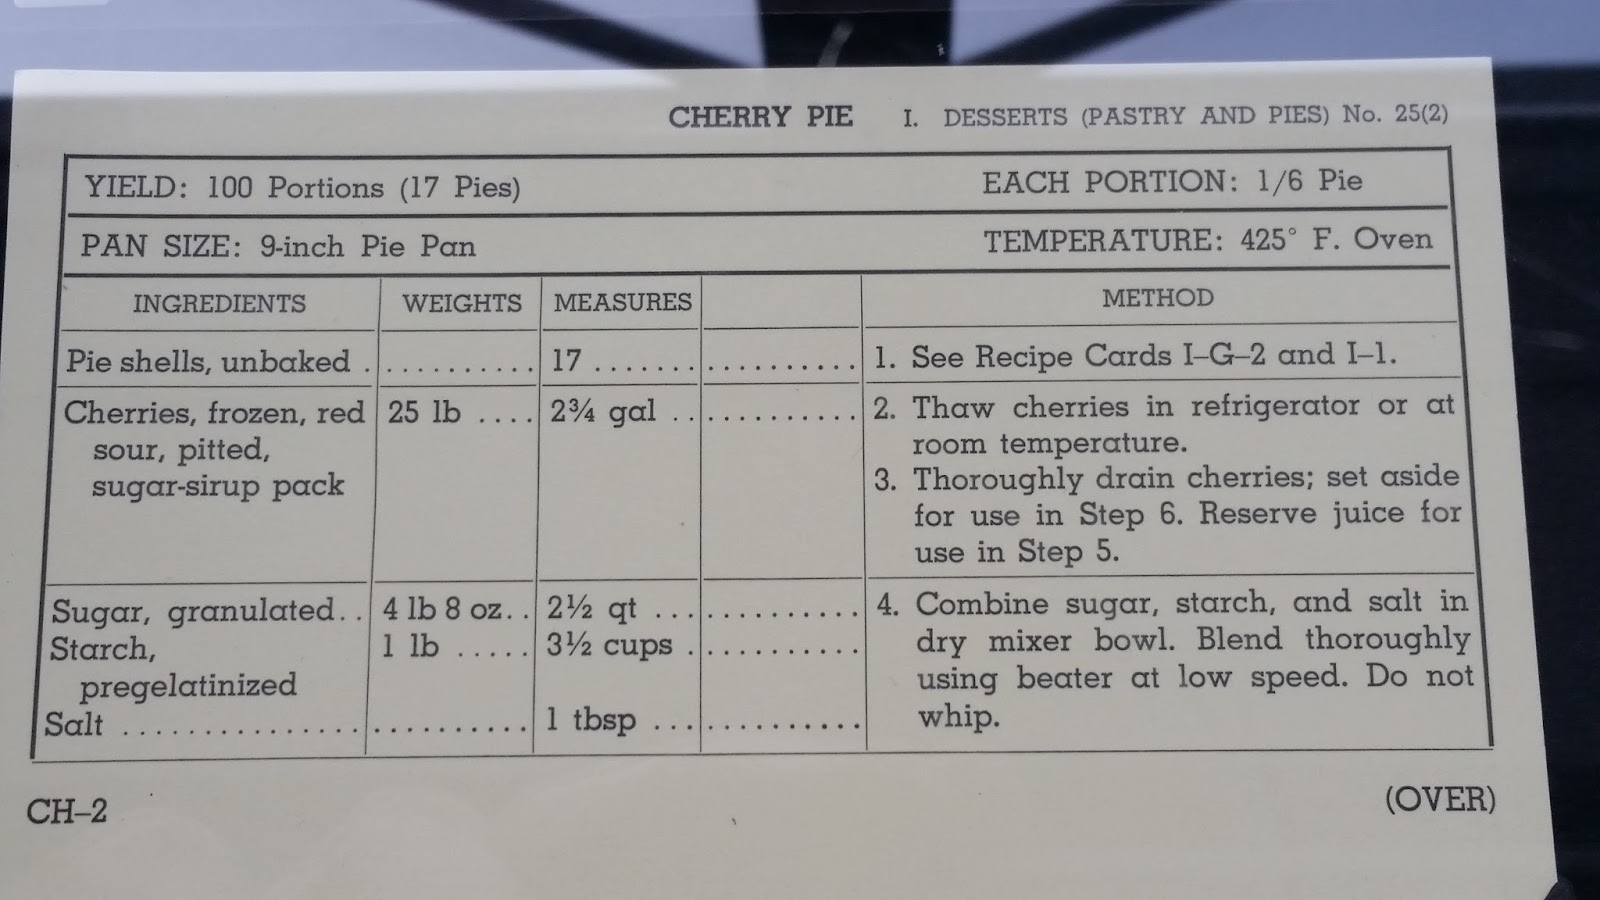 CHERRY PIE I. DESSERTS (PASTRY AND PIES) No. 25(2)
YIELD: 100 Portions (17 Pies) EACH PORTION: 1/6 Pie
PAN SIZE: 9-inch Pie Pan TEMPERATURE: 425° F. Oven
INGREDIENTS WEIGHTS MEASURES METHOD
Pie shells, unbaked . .......... 17 ....... .......... 1. See Recipe Cards I–G–2 and I–1.
Cherries, frozen, red 25 lb .... 2¾ gal .. .......... 2. Thaw cherries in refrigerator or at
sour, pitted, room temperature.
sugar-sirup pack 3. Thoroughly drain cherries; set aside
for use in Step 6. Reserve juice for
use in Step 5.
Sugar, granulated.. 4 lb 8 oz.. 2½ qt ... .......... 4. Combine sugar, starch, and salt in
Starch, 1 lb ..... 3½ cups . .......... dry mixer bowl. Blend thoroughly
pregelatinized using beater at low speed. Do not
Salt ............... .......... 1 tbsp ... .......... whip.
CH–2 (OVER)